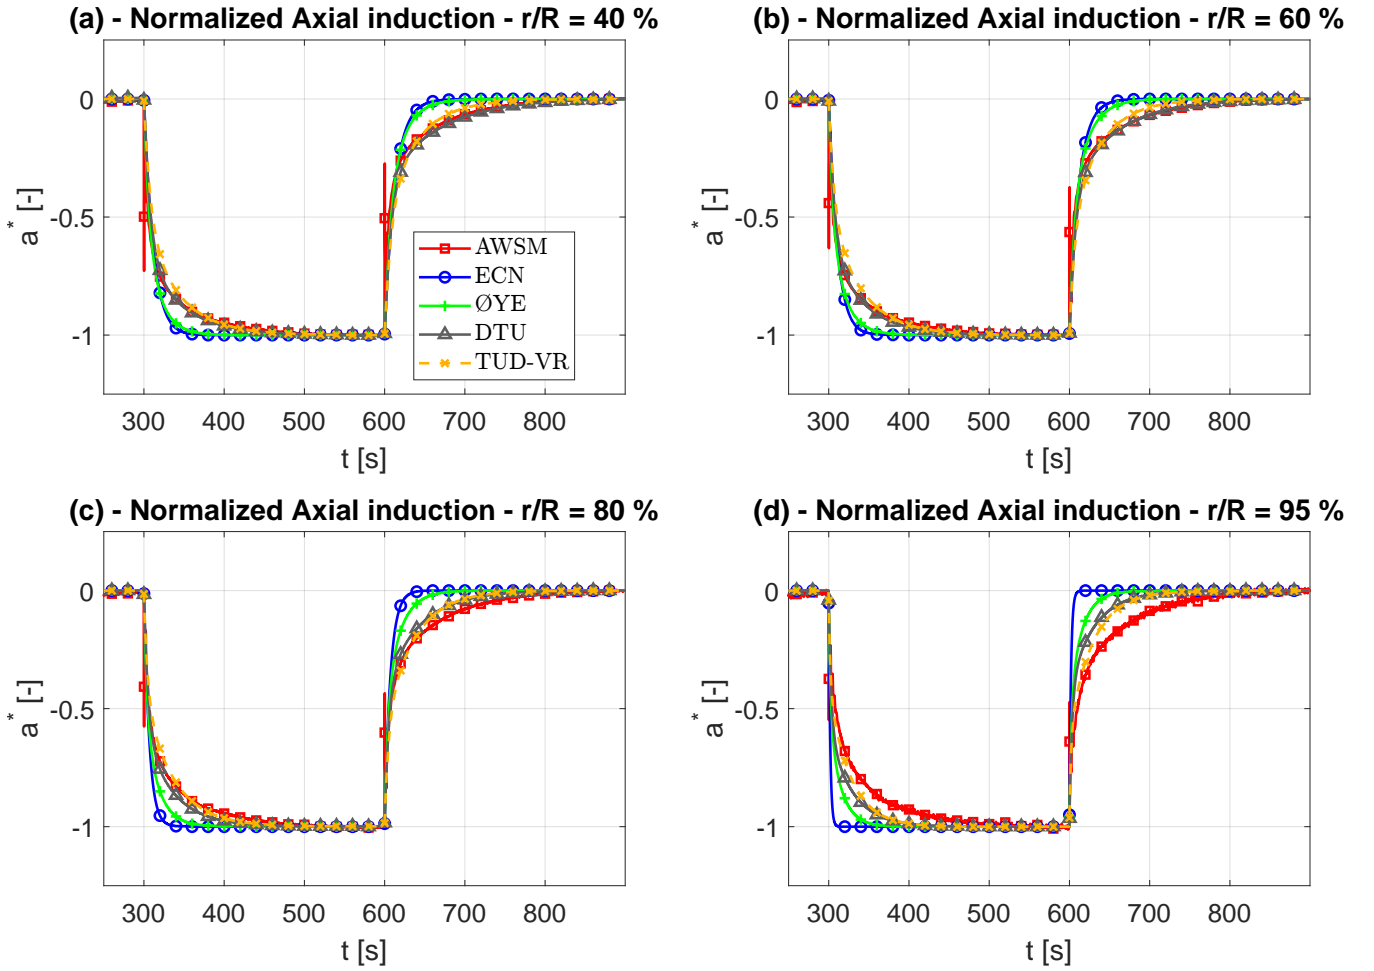 (a) - Normalized Axial induction - r/R = 40 %
0
-0.5
-1
a* [-]
300 400 500 600 700 800
t [s]
AWSM
ECN
ØYE
DTU
TUD-VR
(b) - Normalized Axial induction - r/R = 60 %
0
-0.5
-1
a* [-]
300 400 500 600 700 800
t [s]
(c) - Normalized Axial induction - r/R = 80 %
0
-0.5
-1
a* [-]
300 400 500 600 700 800
t [s]
(d) - Normalized Axial induction - r/R = 95 %
0
-0.5
-1
a* [-]
300 400 500 600 700 800
t [s]